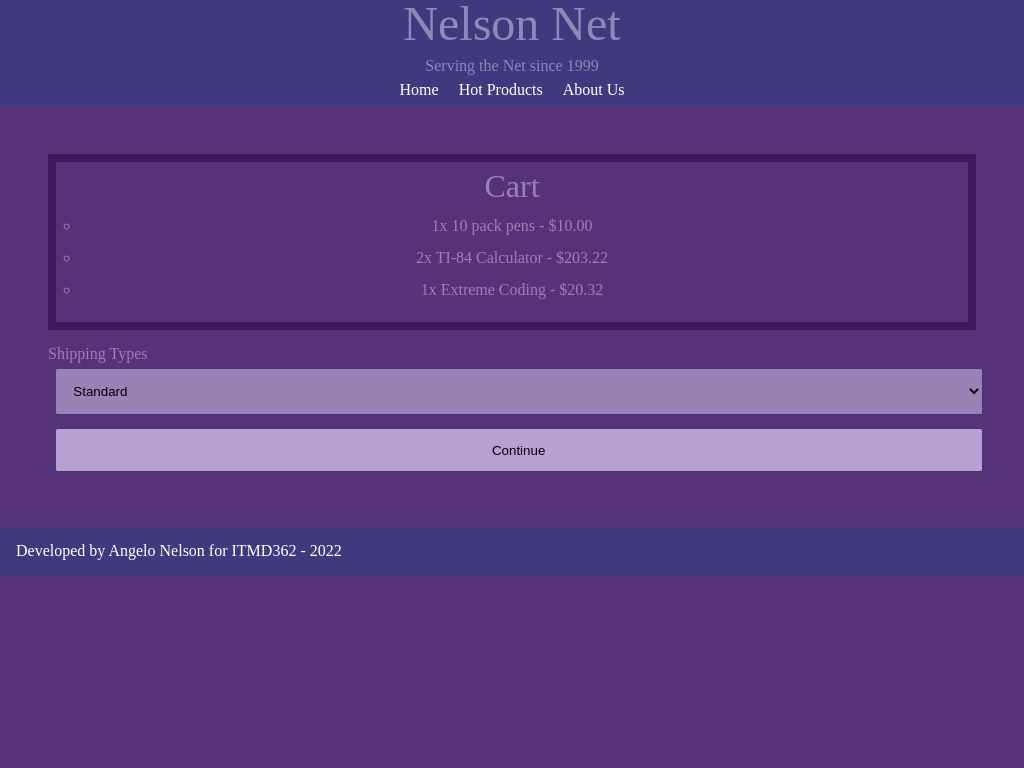 Nelson Net
Serving the Net since 1999
Home Hot Products About Us
Cart
1x 10 pack pens - $10.00
2x TI-84 Calculator - $203.22
1x Extreme Coding - $20.32
Shipping Types
Standard
Continue
Developed by Angelo Nelson for ITMD362 - 2022